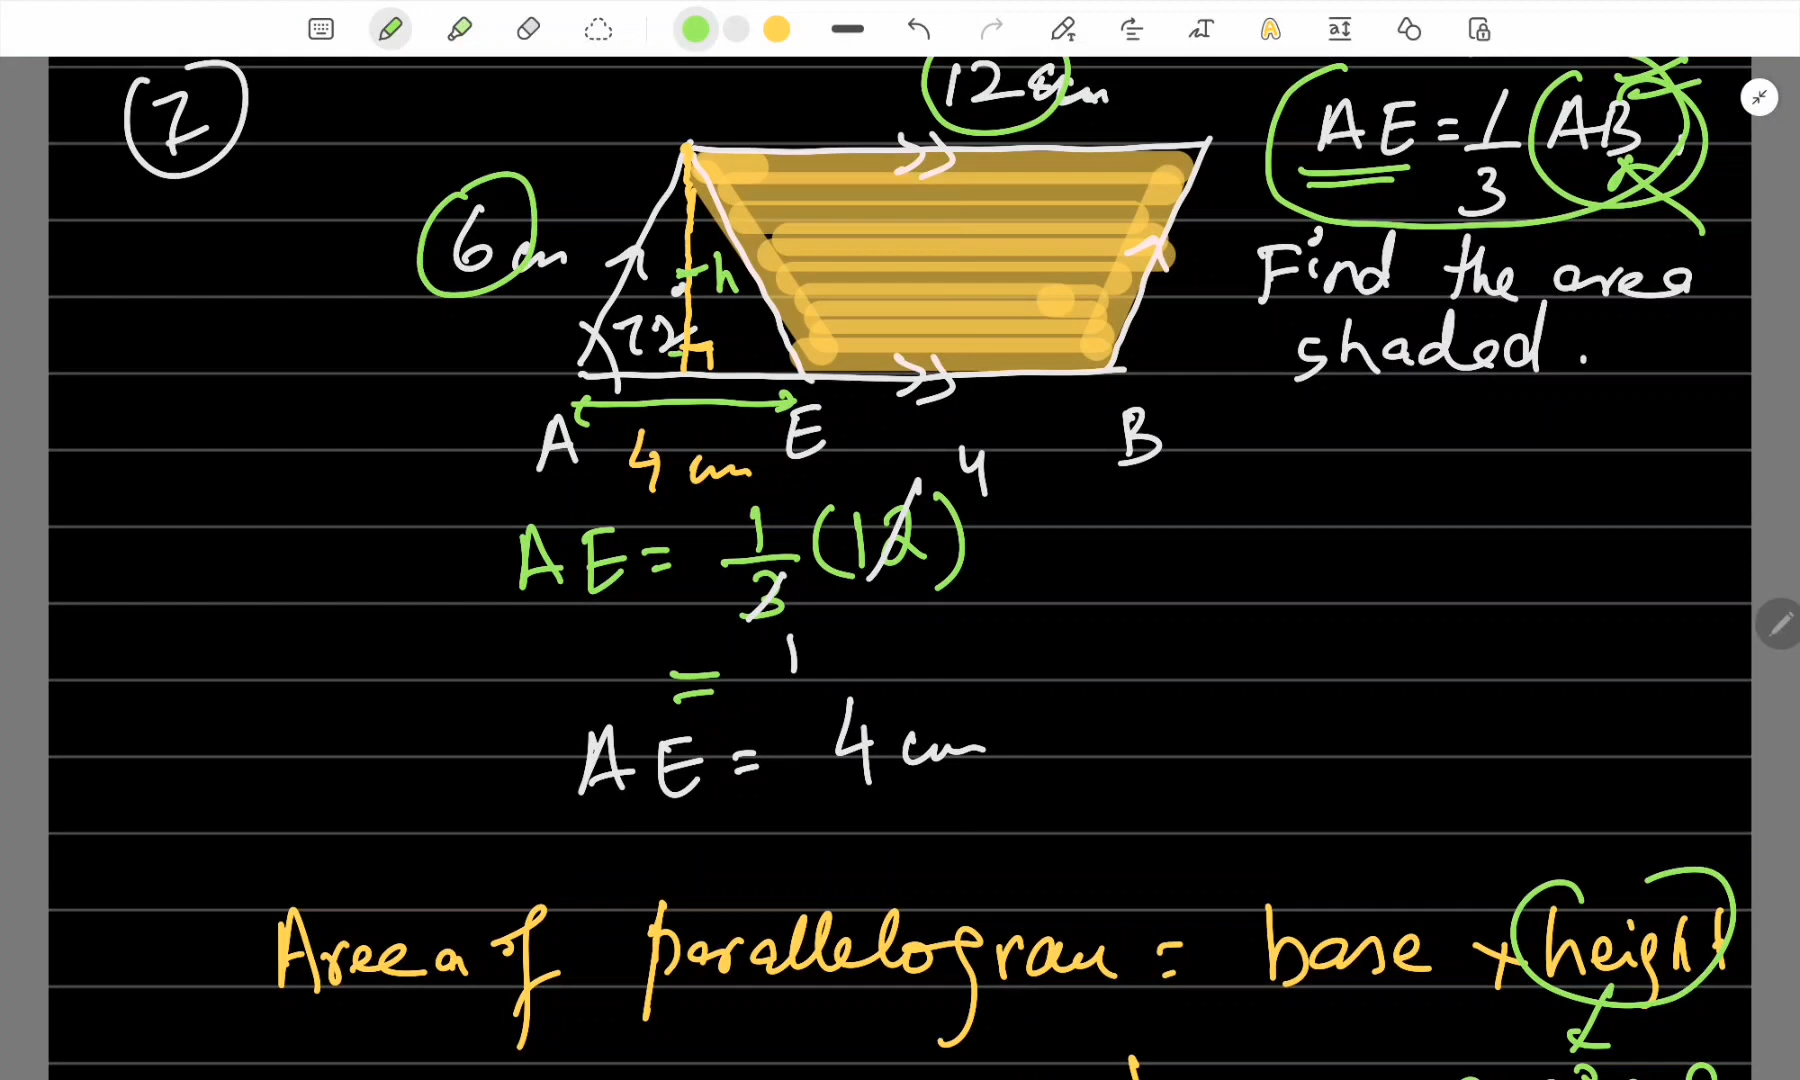 7
12 cm
AE = 1/3 AB,
6 cm
h
72°
Find the area
shaded.
A
E
B
4 cm
4
AE = 1/3 (12)
1
=
AE = 4 cm
Areea of parallelogram = base × height